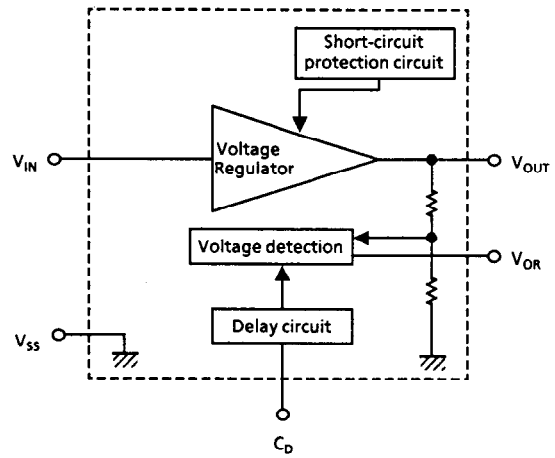 Short-circuit
protection circuit
Voltage
Regulator
VIN
VOUT
Voltage detection
VOR
Delay circuit
VSS
CD